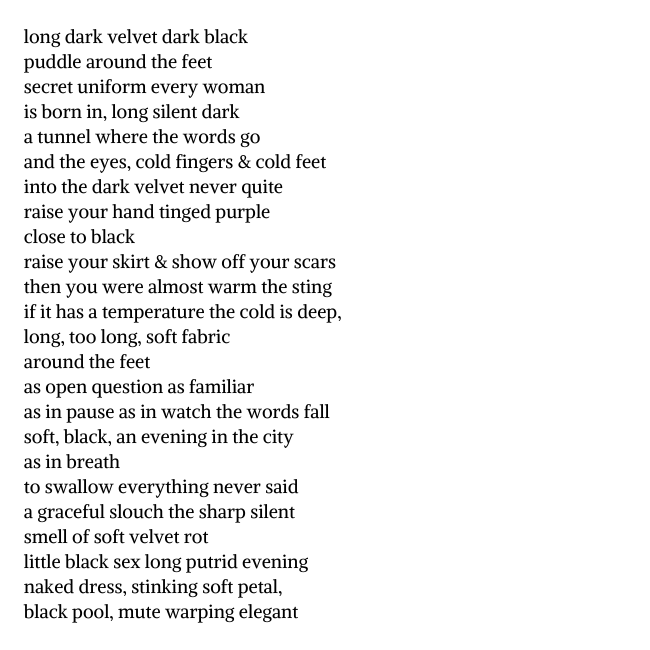 long dark velvet dark black
puddle around the feet
secret uniform every woman
is born in, long silent dark
a tunnel where the words go
and the eyes, cold fingers & cold feet
into the dark velvet never quite
raise your hand tinged purple
close to black
raise your skirt & show off your scars
then you were almost warm the sting
if it has a temperature the cold is deep,
long, too long, soft fabric
around the feet
as open question as familiar
as in pause as in watch the words fall
soft, black, an evening in the city
as in breath
to swallow everything never said
a graceful slouch the sharp silent
smell of soft velvet rot
little black sex long putrid evening
naked dress, stinking soft petal,
black pool, mute warping elegant